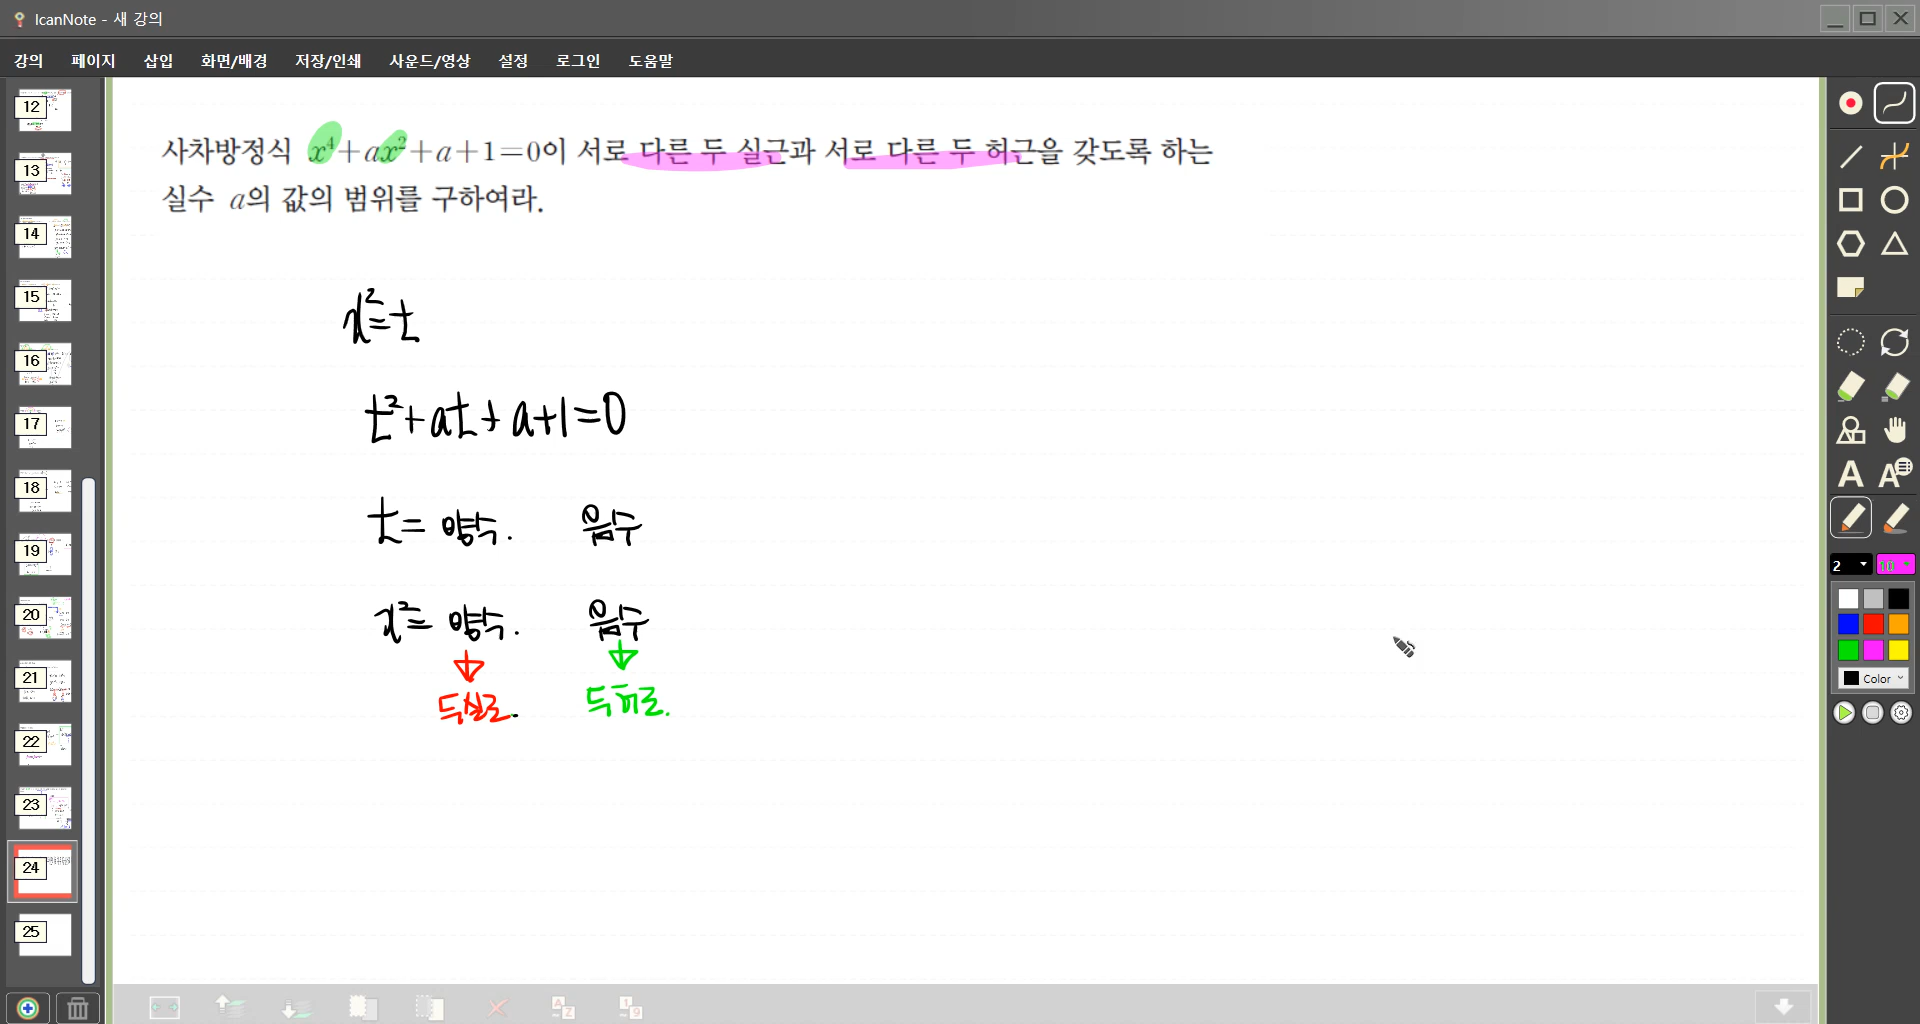 IcanNote - 새 강의
강의 페이지 삽입 화면/배경 저장/인쇄 사운드/영상 설정 로그인 도움말
12
13
14
15
16
17
18
19
20
21
22
23
24
25
사차방정식 x⁴+ax²+a+1=0이 서로 다른 두 실근과 서로 다른 두 허근을 갖도록 하는
실수 a의 값의 범위를 구하여라.
x²=t
t²+at+a+1=0
t= 양수. 음수
x²= 양수. 음수
두실근. 두허근.
2 10
Color